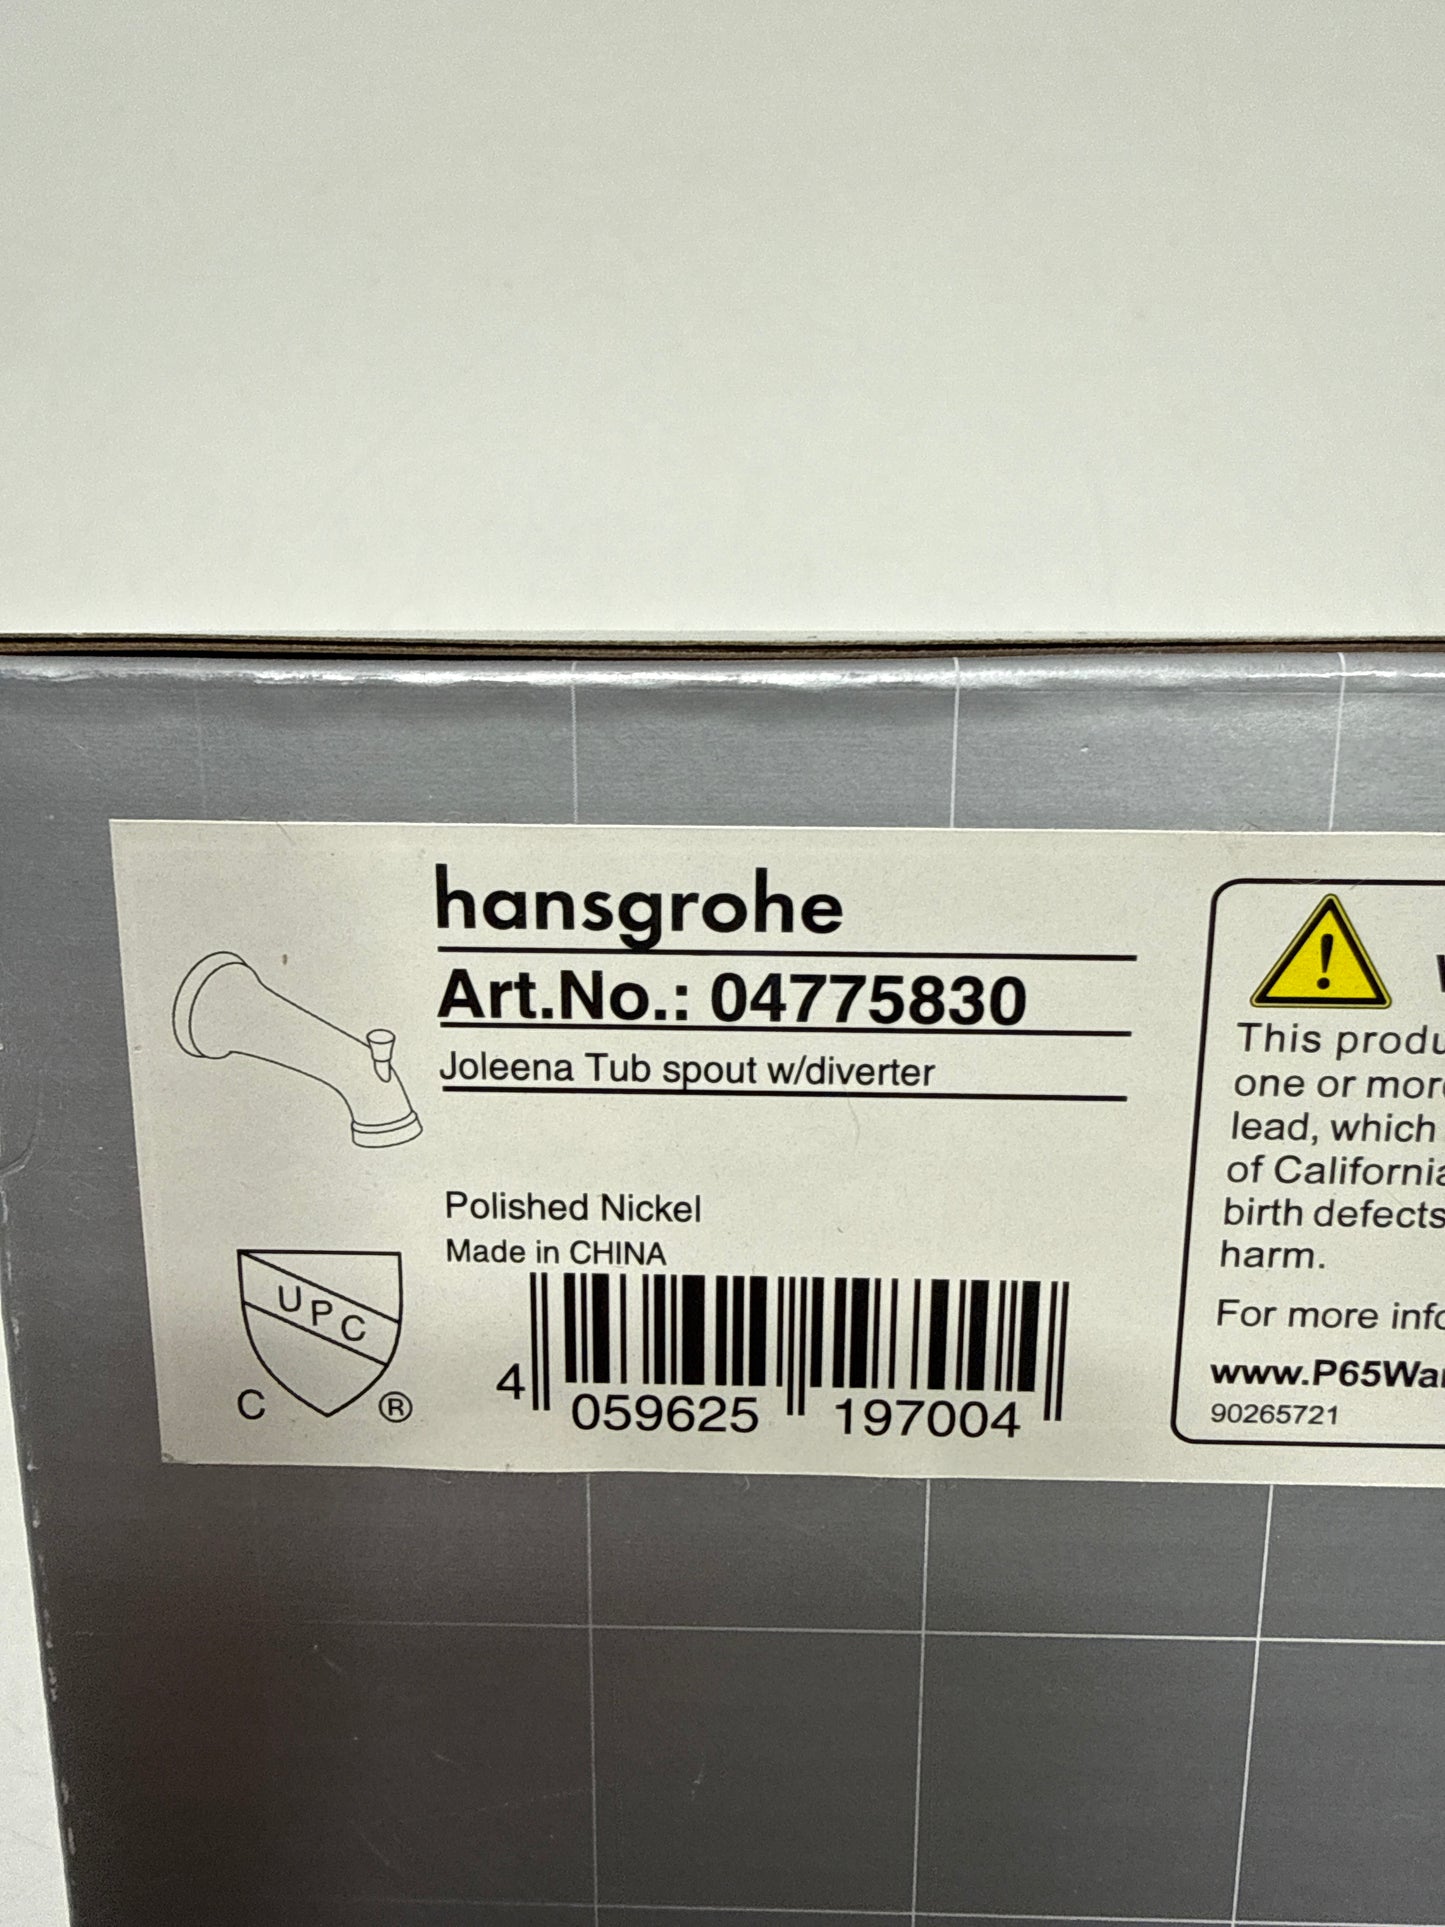 hansgrohe
Art.No.: 04775830
Joleena Tub spout w/diverter
Polished Nickel
Made in CHINA
UPC
C ®
4 059625 197004
This produ
one or more
lead, which
of California
birth defects
harm.
For more info
www.P65War
90265721